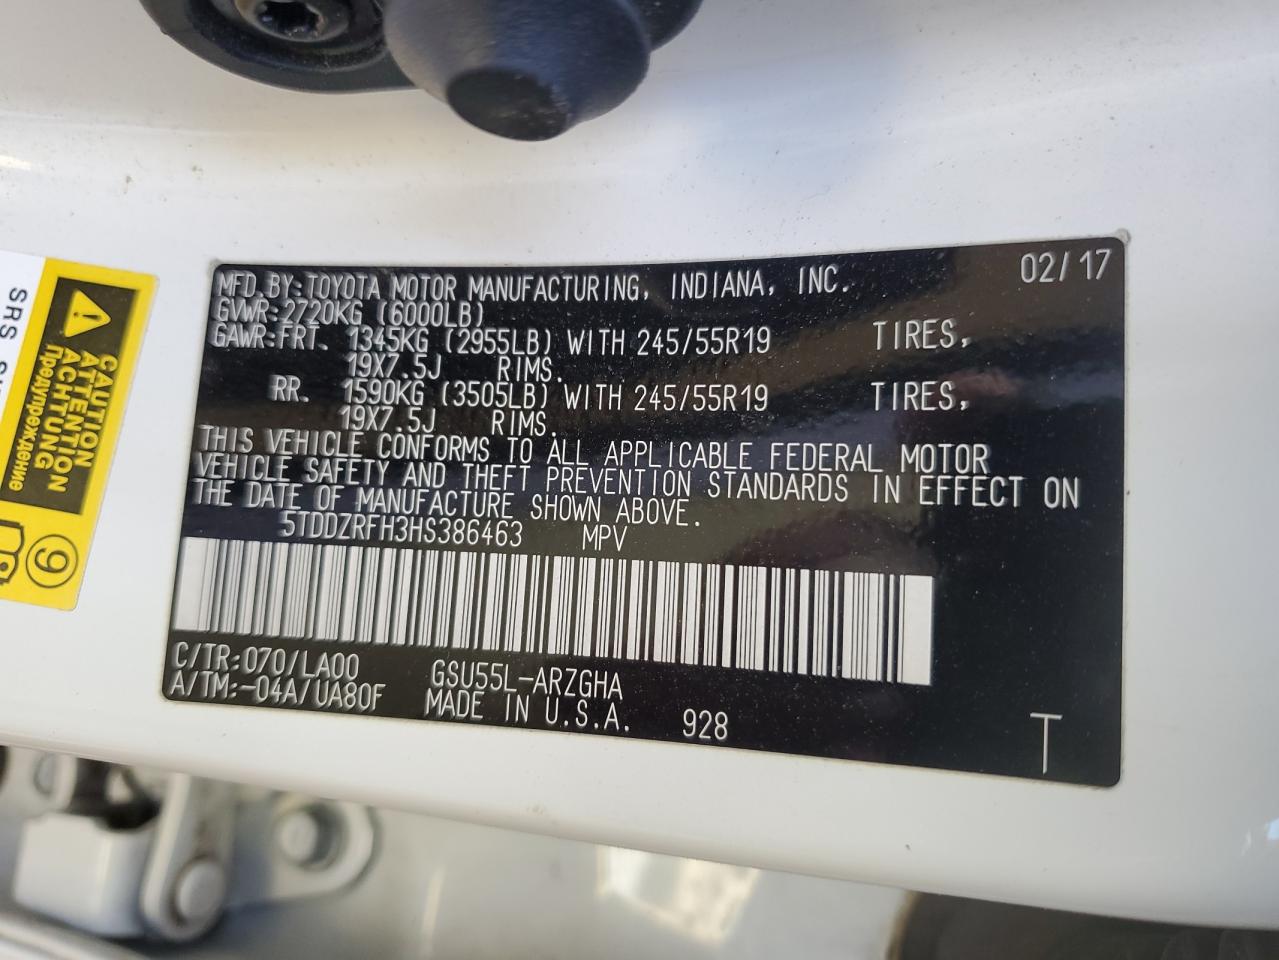 MFD.BY:TOYOTA MOTOR MANUFACTURING, INDIANA, INC. 02/17
GVWR:2720KG (6000LB)
GAWR:FRT. 1345KG (2955LB) WITH 245/55R19 TIRES,
19X7.5J RIMS.
RR. 1590KG (3505LB) WITH 245/55R19 TIRES,
19X7.5J RIMS.
THIS VEHICLE CONFORMS TO ALL APPLICABLE FEDERAL MOTOR
VEHICLE SAFETY AND THEFT PREVENTION STANDARDS IN EFFECT ON
THE DATE OF MANUFACTURE SHOWN ABOVE.
5TDDZRFH3HS386463 MPV
C/TR:070/LA00 GSU55L-ARZGHA
A/TM:-04A/UA80F MADE IN U.S.A. 928
T
SRS
CAUTION
ATTENTION
ACHTUNG
Предупреждение
9